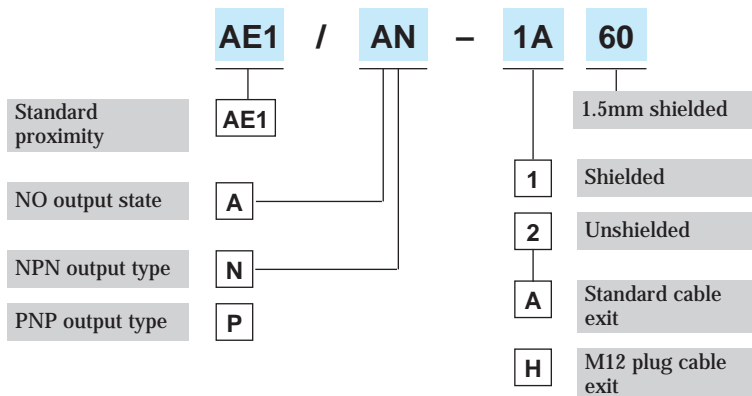 AE1 / AN – 1A 60
Standard
proximity
AE1
1.5mm shielded
NO output state
A
1
Shielded
2
Unshielded
NPN output type
N
A
Standard cable
exit
PNP output type
P
H
M12 plug cable
exit